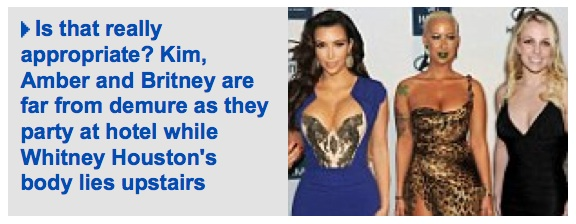 Is that really
appropriate? Kim,
Amber and Britney are
far from demure as they
party at hotel while
Whitney Houston's
body lies upstairs